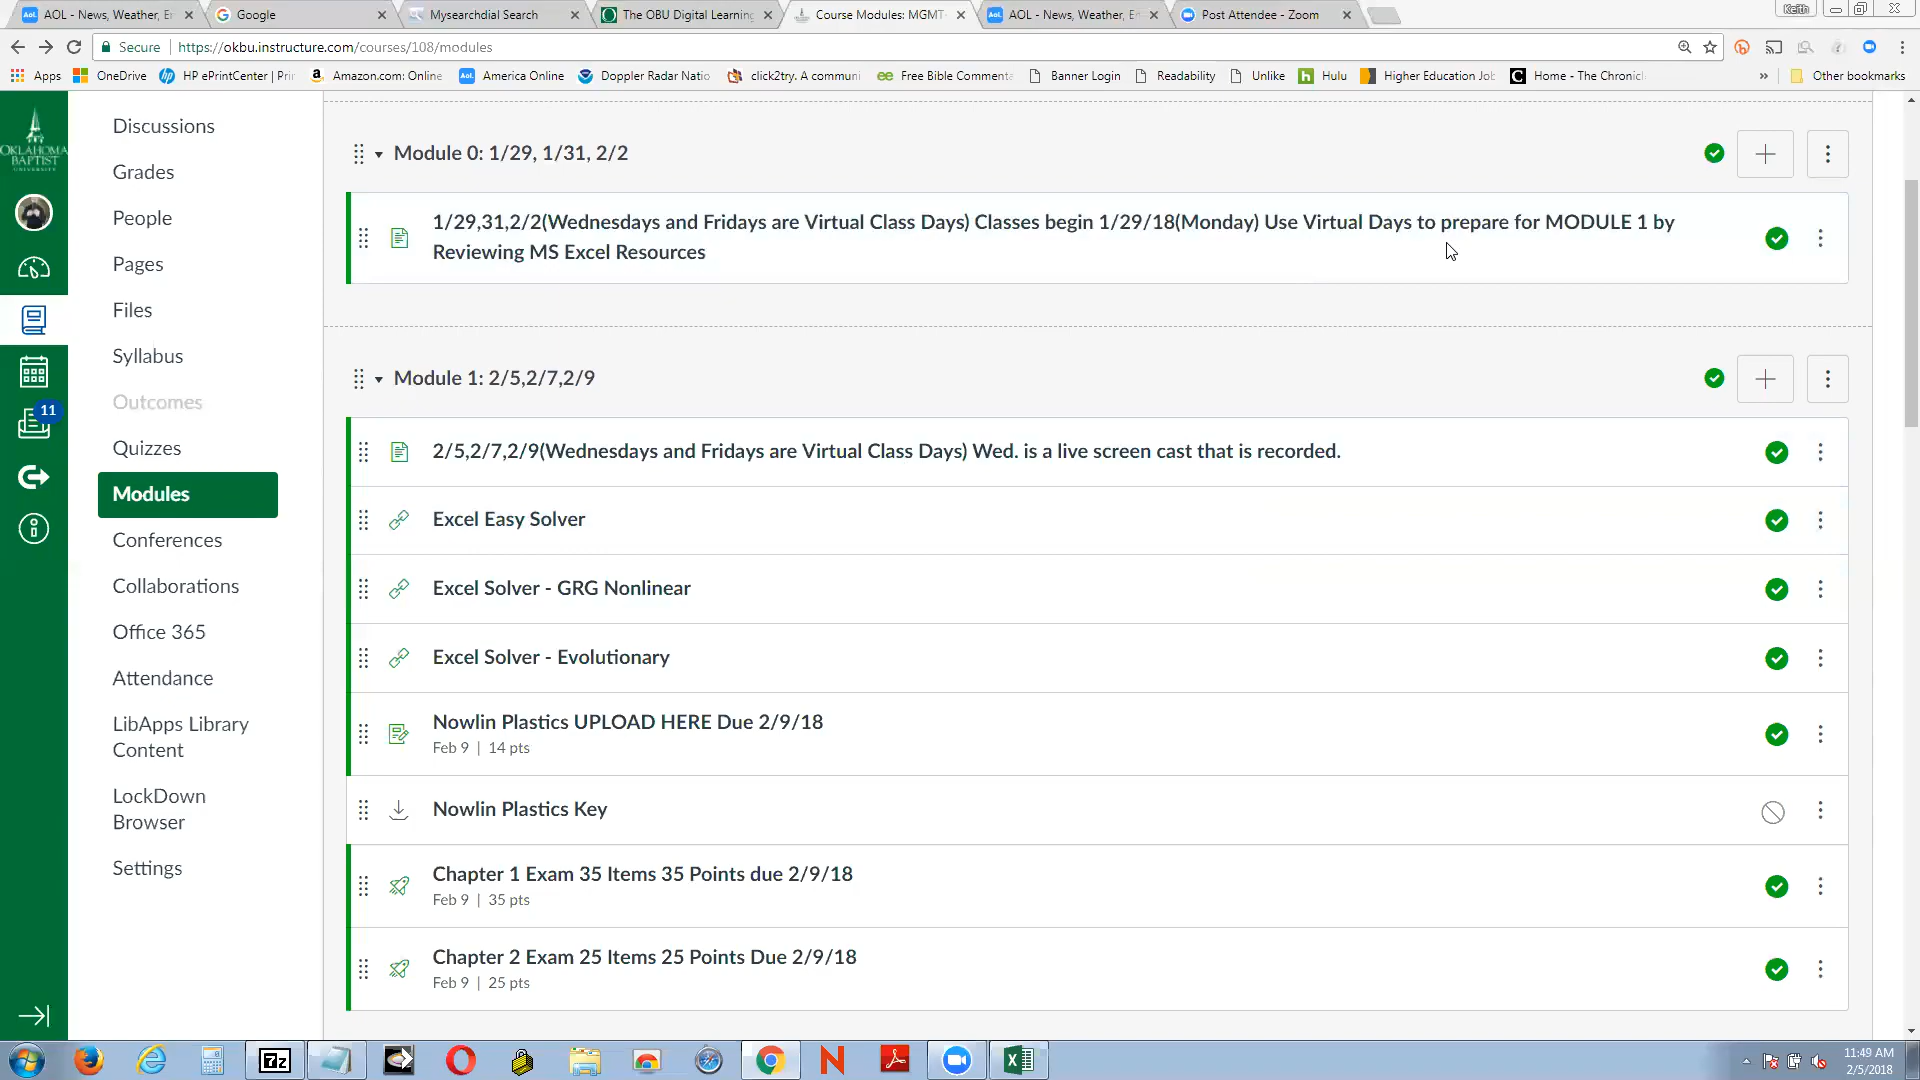 AOL - News, Weather, En
Google
Mysearchdial Search
The OBU Digital Learning
Course Modules: MGMT
AOL - News, Weather, En
Post Attendee - Zoom
Keith
Secure
https://okbu.instructure.com/courses/108/modules
Apps
OneDrive
HP ePrintCenter | Prin
Amazon.com: Online
America Online
Doppler Radar Natio
click2try. A communi
Free Bible Commenta
Banner Login
Readability
Unlike
Hulu
Higher Education Job
Home - The Chronicl
»
Other bookmarks
OKLAHOMA
BAPTIST
UNIVERSITY
11
Discussions
Grades
People
Pages
Files
Syllabus
Outcomes
Quizzes
Modules
Conferences
Collaborations
Office 365
Attendance
LibApps Library
Content
LockDown
Browser
Settings
Module 0: 1/29, 1/31, 2/2
1/29,31,2/2(Wednesdays and Fridays are Virtual Class Days) Classes begin 1/29/18(Monday) Use Virtual Days to prepare for MODULE 1 by
Reviewing MS Excel Resources
Module 1: 2/5,2/7,2/9
2/5,2/7,2/9(Wednesdays and Fridays are Virtual Class Days) Wed. is a live screen cast that is recorded.
Excel Easy Solver
Excel Solver - GRG Nonlinear
Excel Solver - Evolutionary
Nowlin Plastics UPLOAD HERE Due 2/9/18
Feb 9 | 14 pts
Nowlin Plastics Key
Chapter 1 Exam 35 Items 35 Points due 2/9/18
Feb 9 | 35 pts
Chapter 2 Exam 25 Items 25 Points Due 2/9/18
Feb 9 | 25 pts
7z
11:49 AM
2/5/2018